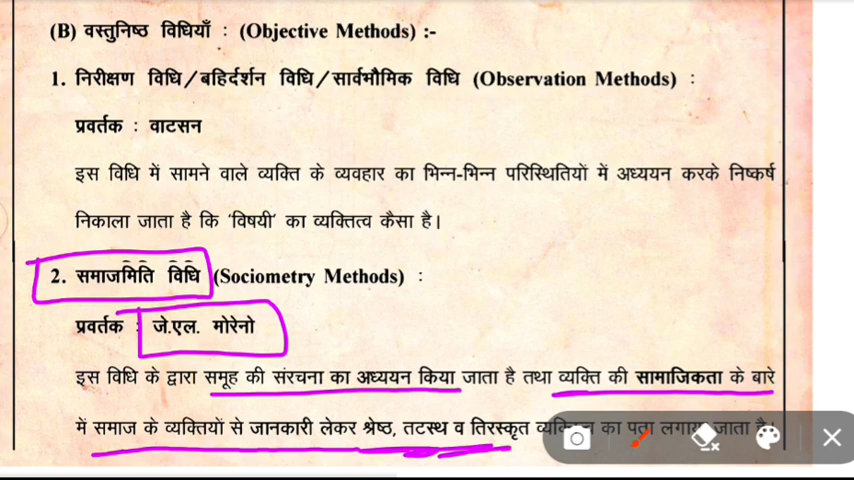 (B) वस्तुनिष्ठ विधियाँ : (Objective Methods) :-
1. निरीक्षण विधि/बहिर्दर्शन विधि/सार्वभौमिक विधि (Observation Methods) :
प्रवर्तक : वाटसन
इस विधि में सामने वाले व्यक्ति के व्यवहार का भिन्न-भिन्न परिस्थितियों में अध्ययन करके निष्कर्ष
निकाला जाता है कि 'विषयी' का व्यक्तित्व कैसा है।
2. समाजमिति विधि (Sociometry Methods) :
प्रवर्तक : जे.एल. मोरेनो
इस विधि के द्वारा समूह की संरचना का अध्ययन किया जाता है तथा व्यक्ति की सामाजिकता के बारे
में समाज के व्यक्तियों से जानकारी लेकर श्रेष्ठ, तटस्थ व तिरस्कृत का पता लगाया जाता है।